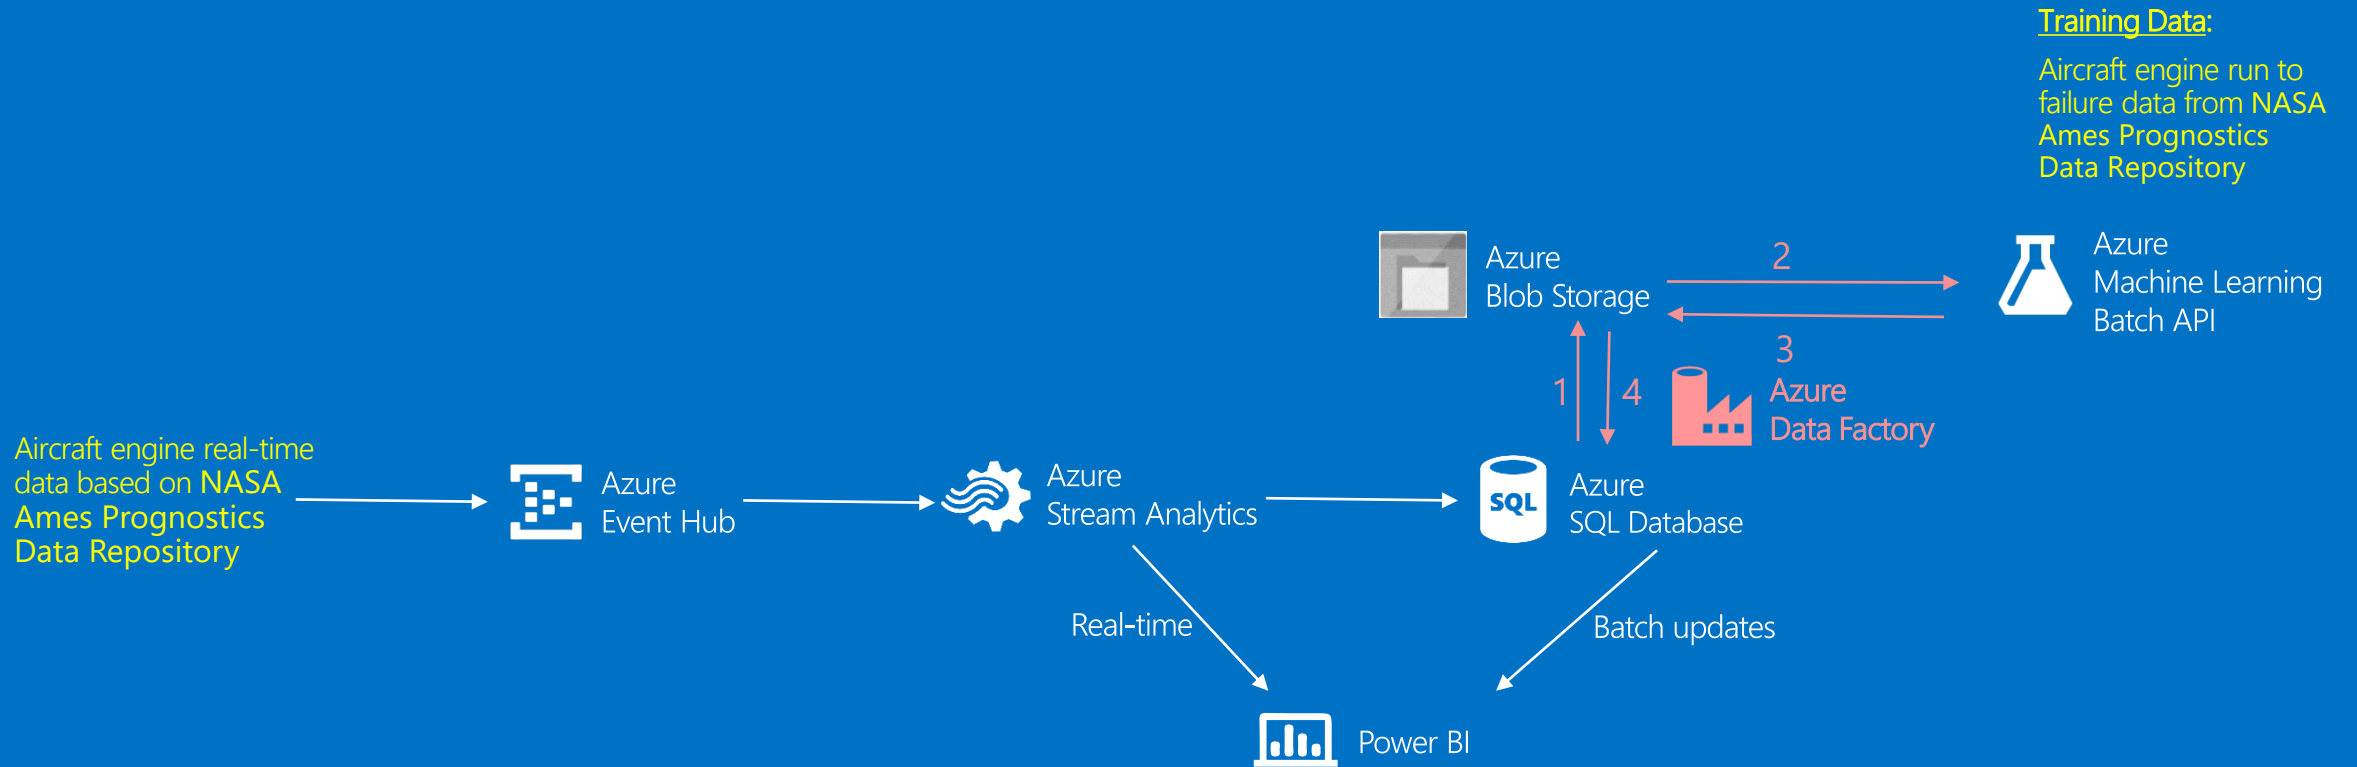 Training Data:
Aircraft engine run to
failure data from NASA
Ames Prognostics
Data Repository
Azure
Blob Storage
2
Azure
Machine Learning
Batch API
3
1
4
Azure
Data Factory
Aircraft engine real-time
data based on NASA
Ames Prognostics
Data Repository
Azure
Event Hub
Azure
Stream Analytics
SQL
Azure
SQL Database
Real-time
Batch updates
Power BI